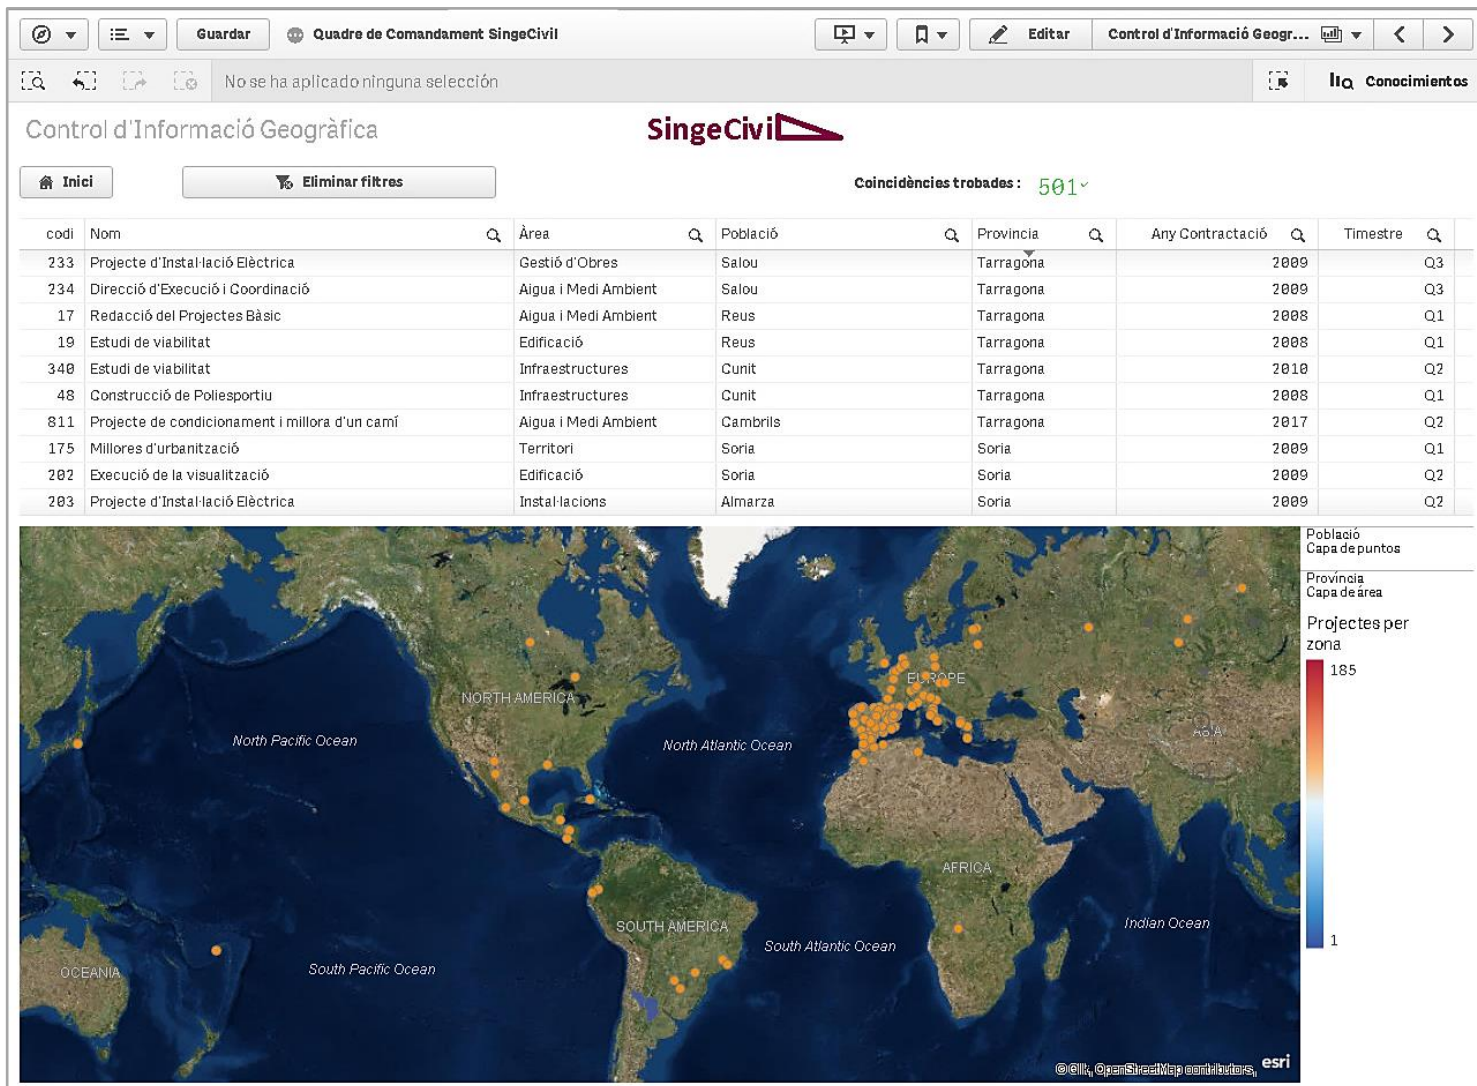 Guardar Quadre de Comandament SingeCivil Editar Control d'Informació Geogr...
No se ha aplicado ninguna selección Conocimientos
Control d'Informació Geogràfica SingeCivil
Inici Eliminar filtres Coincidències trobades : 501
codi Nom Àrea Població Provincia Any Contractació Timestre
233 Projecte d'Instal·lació Elèctrica Gestió d'Obres Salou Tarragona 2009 Q3
234 Direcció d'Execució i Coordinació Aigua i Medi Ambient Salou Tarragona 2009 Q3
17 Redacció del Projectes Bàsic Aigua i Medi Ambient Reus Tarragona 2008 Q1
19 Estudi de viabilitat Edificació Reus Tarragona 2008 Q1
340 Estudi de viabilitat Infraestructures Cunit Tarragona 2010 Q2
48 Construcció de Poliesportiu Infraestructures Cunit Tarragona 2008 Q1
811 Projecte de condicionament i millora d'un camí Aigua i Medi Ambient Cambrils Tarragona 2017 Q2
175 Millores d'urbanització Territori Soria Soria 2009 Q1
202 Execució de la visualització Edificació Soria Soria 2009 Q2
203 Projecte d'Instal·lació Elèctrica Instal·lacions Almarza Soria 2009 Q2
Població
Capa de puntos
Província
Capa de área
Projectes per
zona
185
EUROPE
NORTH AMERICA
ASIA
North Pacific Ocean
North Atlantic Ocean
AFRICA
SOUTH AMERICA
Indian Ocean
1
South Atlantic Ocean
OCEANIA
South Pacific Ocean
© Qlik, OpenStreetMap contributors, esri